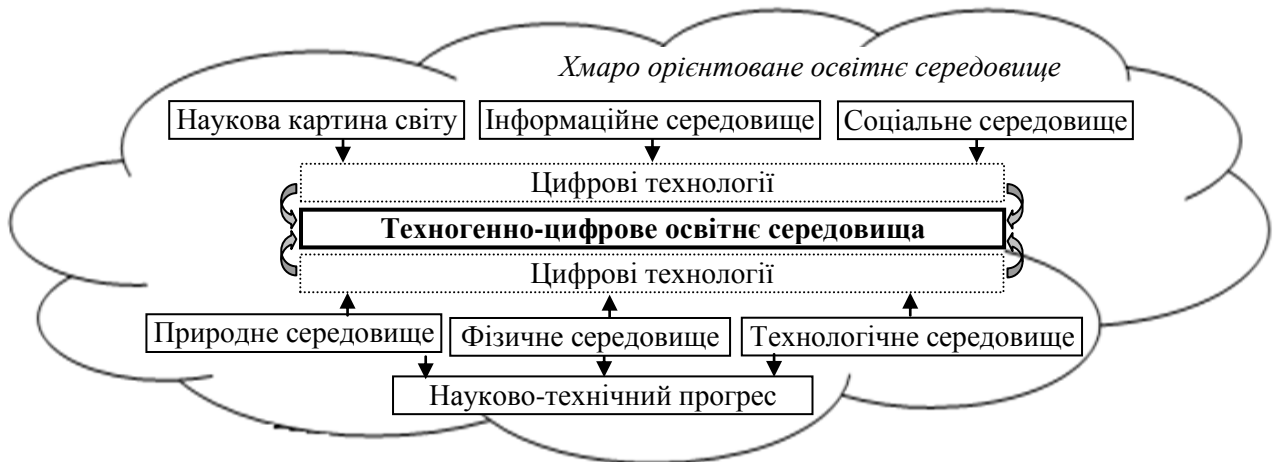 Хмаро орієнтоване освітнє середовище
Наукова картина світу
Інформаційне середовище
Соціальне середовище
Цифрові технології
Техногенно-цифрове освітнє середовища
Цифрові технології
Природне середовище
Фізичне середовище
Технологічне середовище
Науково-технічний прогрес